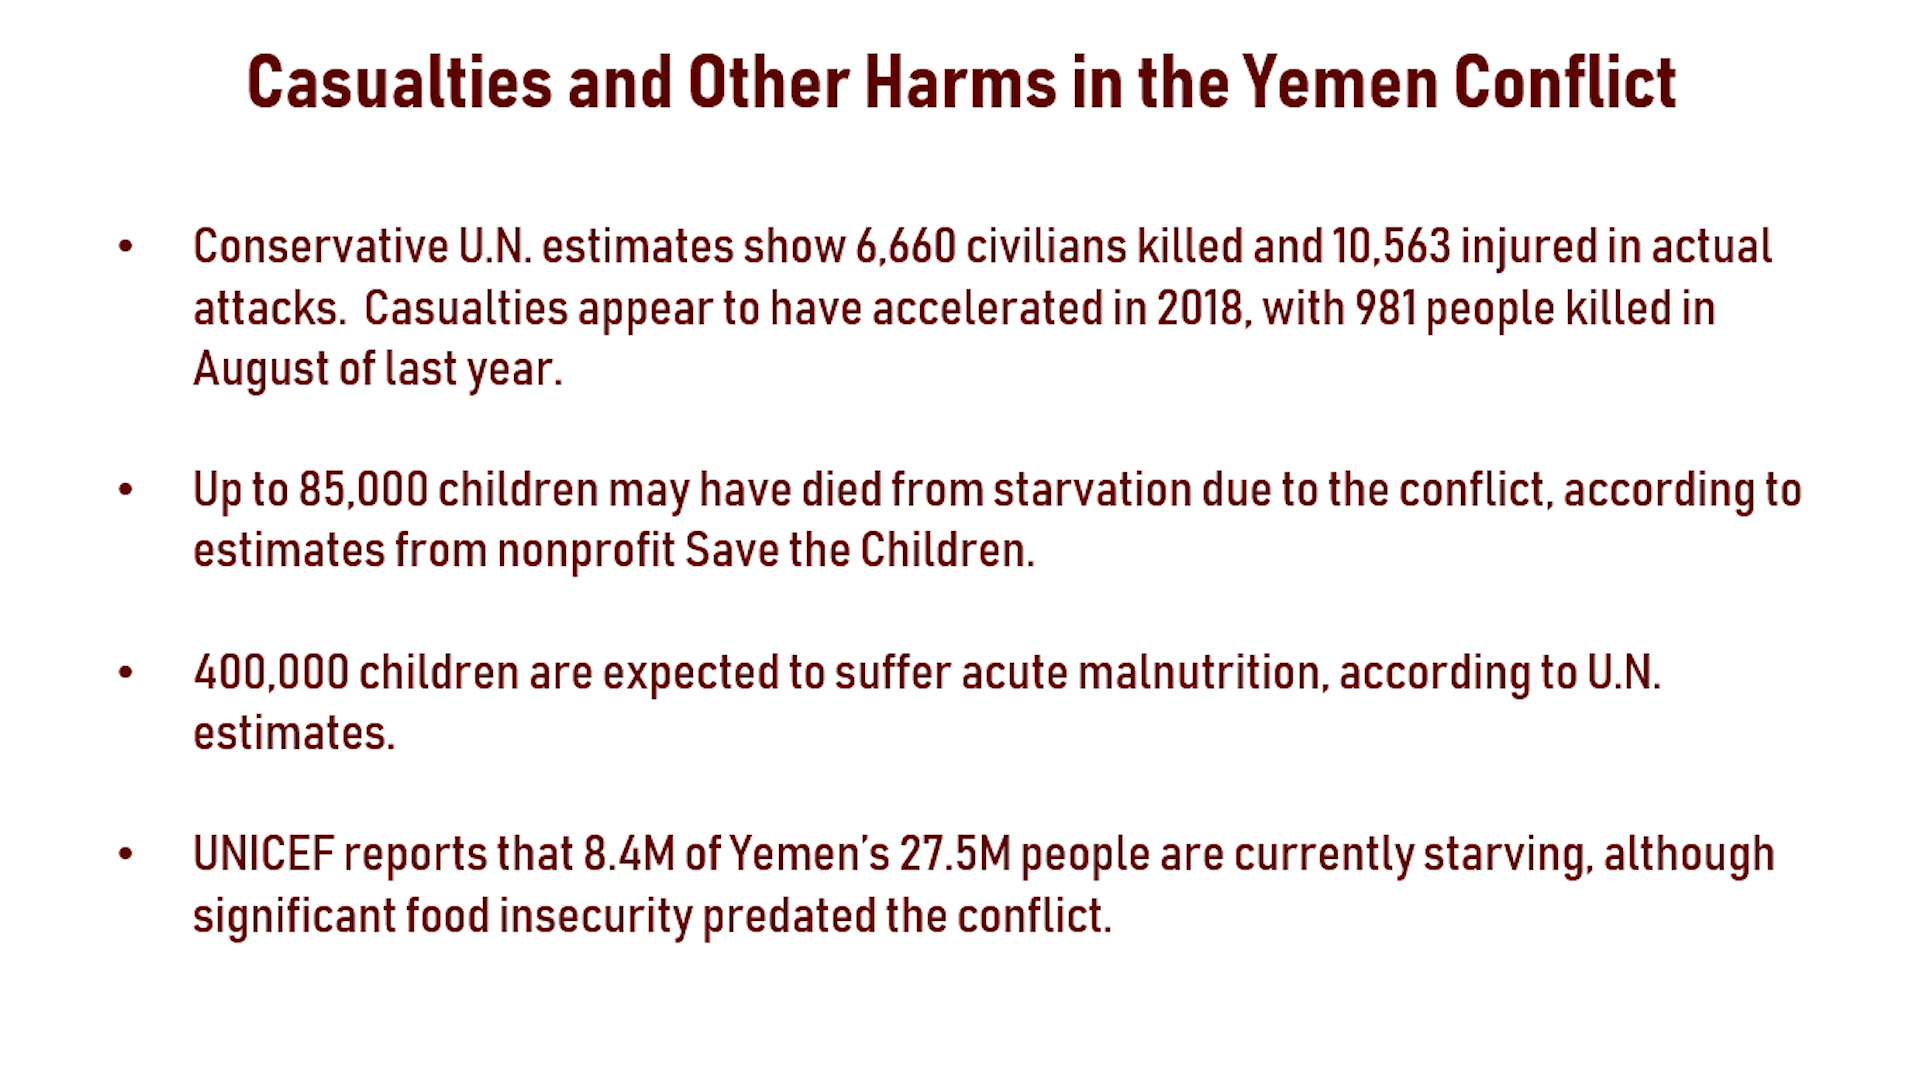 Casualties and Other Harms in the Yemen Conflict
• Conservative U.N. estimates show 6,660 civilians killed and 10,563 injured in actual
attacks.  Casualties appear to have accelerated in 2018, with 981 people killed in
August of last year.
• Up to 85,000 children may have died from starvation due to the conflict, according to
estimates from nonprofit Save the Children.
• 400,000 children are expected to suffer acute malnutrition, according to U.N.
estimates.
• UNICEF reports that 8.4M of Yemen’s 27.5M people are currently starving, although
significant food insecurity predated the conflict.